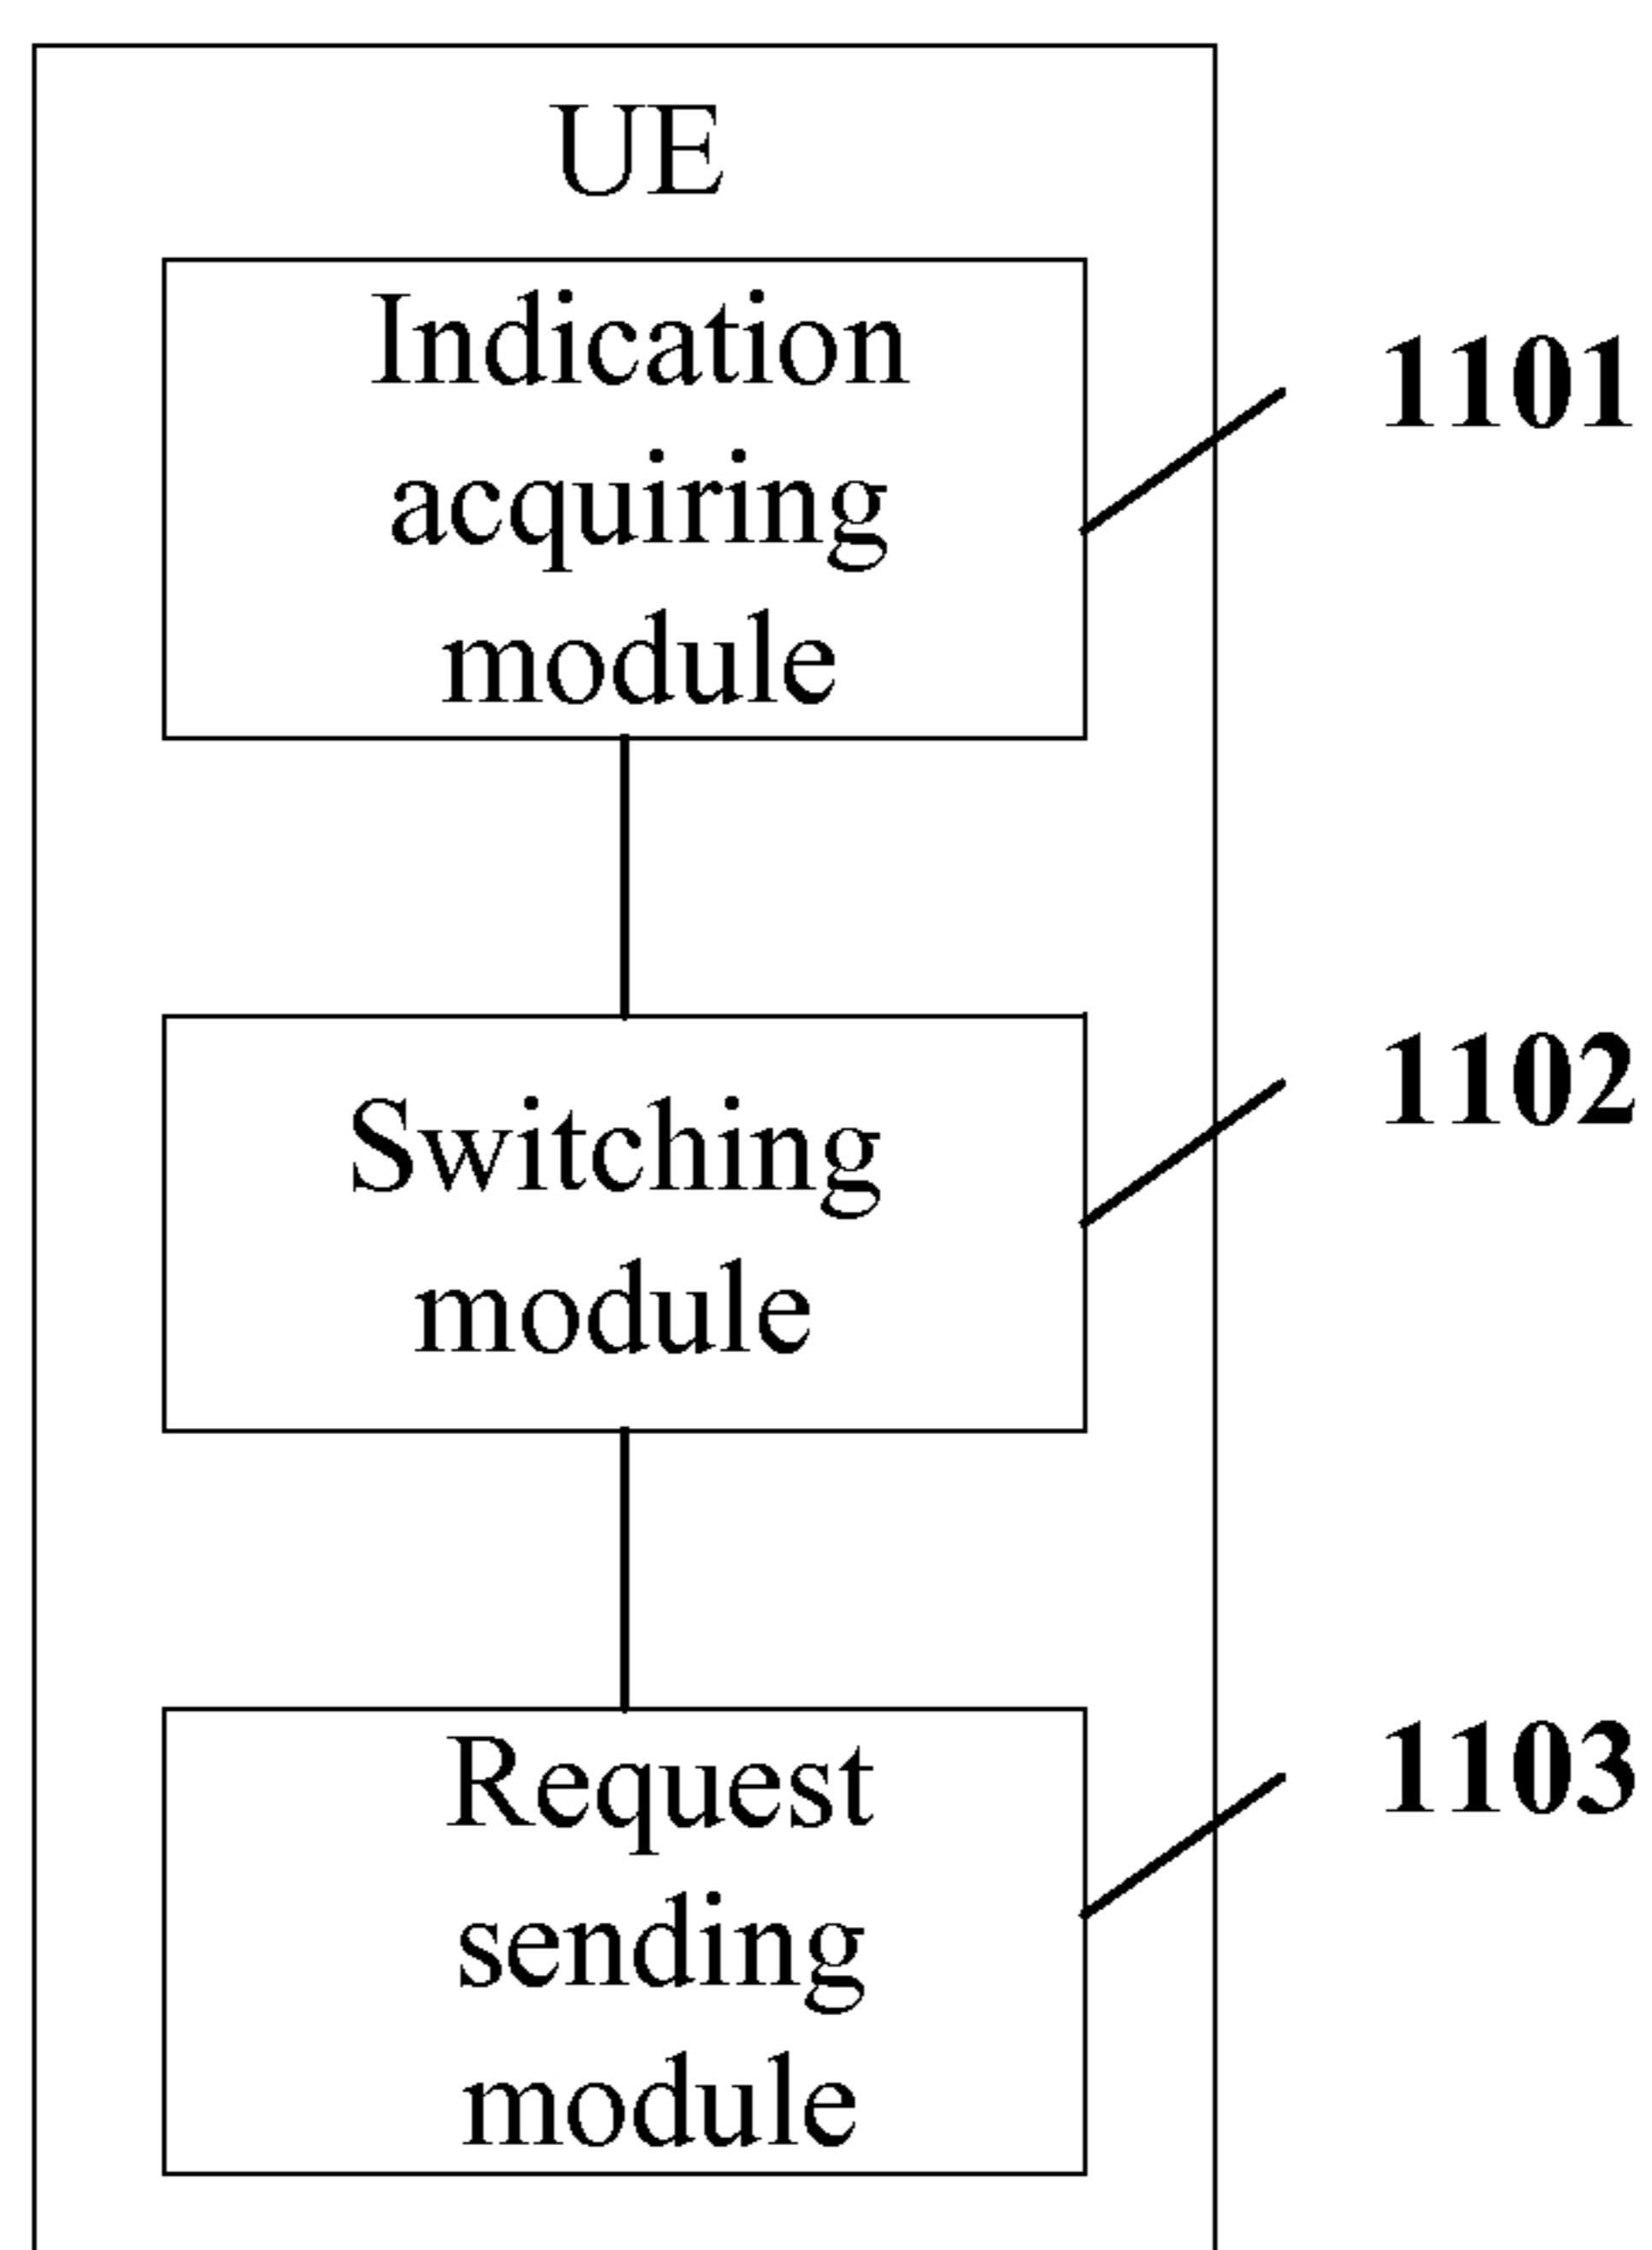 UE
Indication
acquiring
module
1101
Switching
module
1102
Request
sending
module
1103